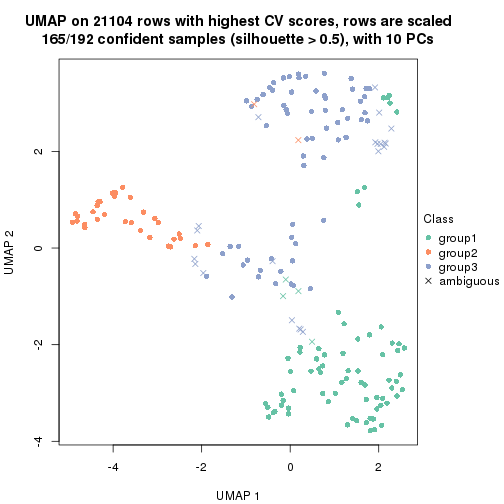 UMAP on 21104 rows with highest CV scores, rows are scaled
165/192 confident samples (silhouette > 0.5), with 10 PCs
2
0
-2
-4
UMAP 2
-4
-2
0
2
UMAP 1
Class
group1
group2
group3
ambiguous